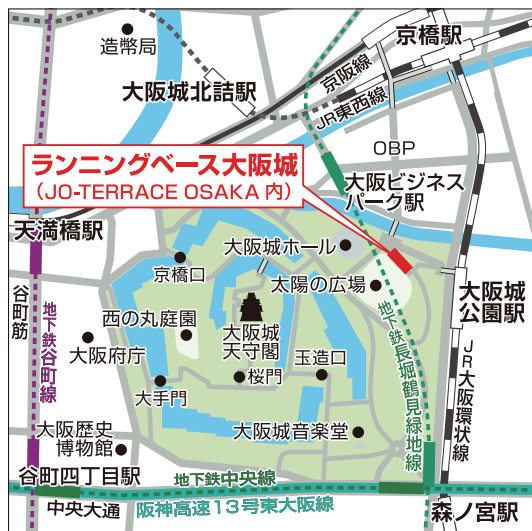 造幣局
京橋駅
京阪線
大阪城北詰駅
JR東西線
OBP
ランニングベース大阪城
（JO-TERRACE OSAKA 内）
大阪ビジネス
パーク駅
天満橋駅
大阪城ホール
京橋口
太陽の広場
大阪城
公園駅
谷町筋
地下鉄谷町線
西の丸庭園
大阪城
天守閣
地下鉄長堀鶴見緑地線
JR大阪環状線
大阪府庁
玉造口
桜門
大手門
大阪歴史
博物館
大阪城音楽堂
谷町四丁目駅
地下鉄中央線
中央大通
阪神高速13号東大阪線
森ノ宮駅